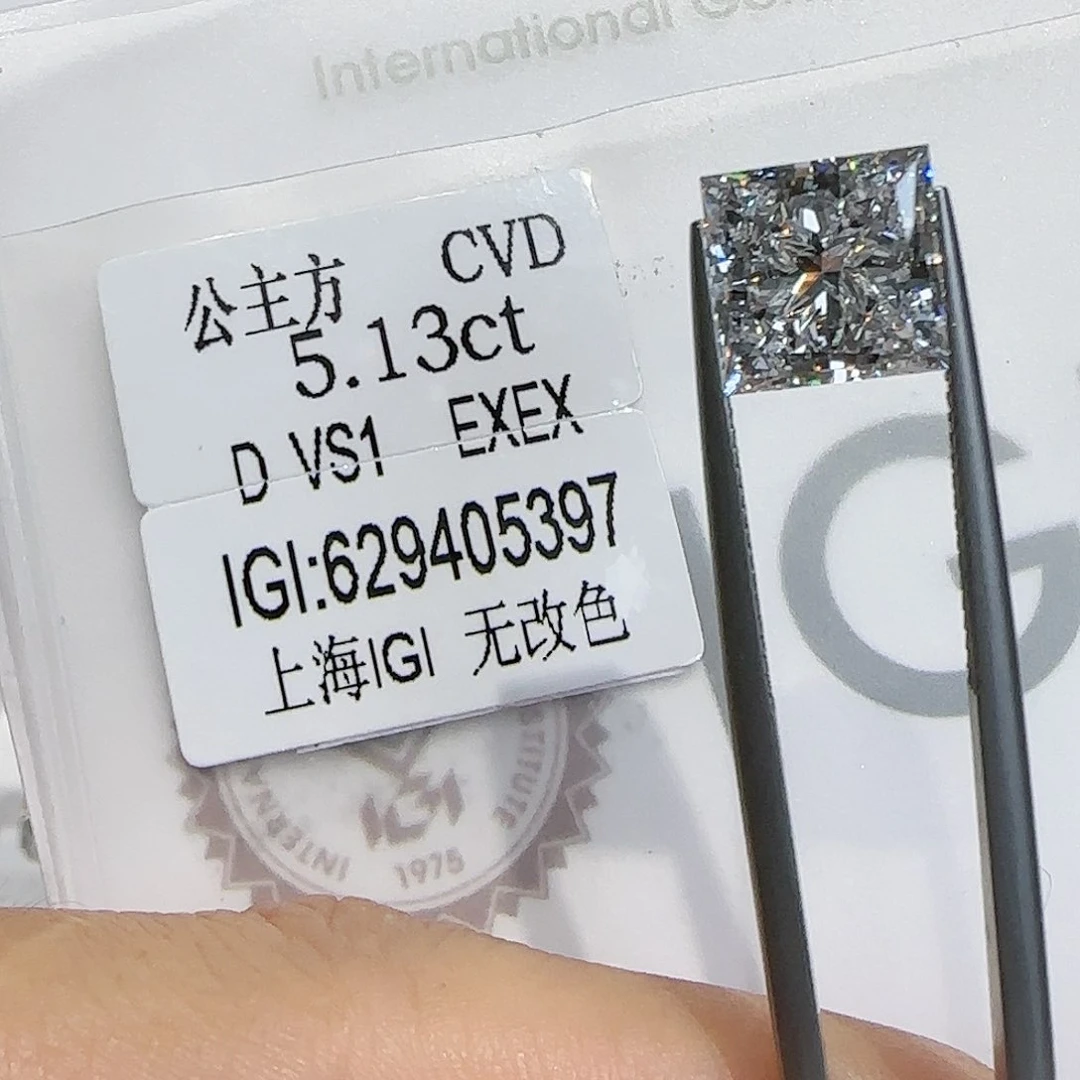 International
公主方 CVD
5.13ct
D VS1 EXEX
IGI:629405397
上海IGI 无改色
IGI
1975